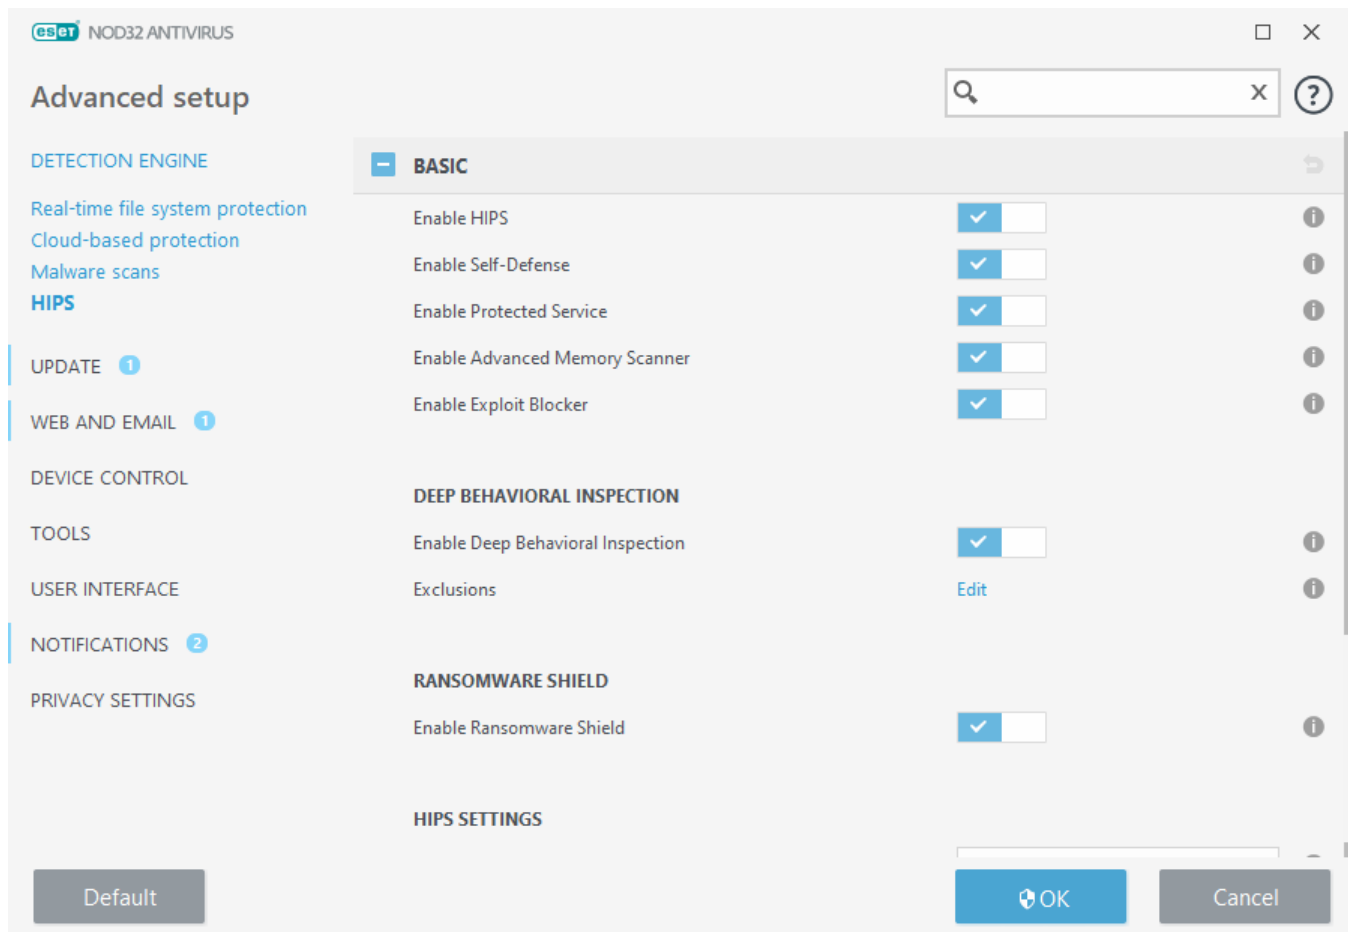 eset NOD32 ANTIVIRUS
Advanced setup
X
?
DETECTION ENGINE
Real-time file system protection
Cloud-based protection
Malware scans
HIPS
UPDATE 1
WEB AND EMAIL 1
DEVICE CONTROL
TOOLS
USER INTERFACE
NOTIFICATIONS 2
PRIVACY SETTINGS
BASIC
Enable HIPS
Enable Self-Defense
Enable Protected Service
Enable Advanced Memory Scanner
Enable Exploit Blocker
DEEP BEHAVIORAL INSPECTION
Enable Deep Behavioral Inspection
Exclusions Edit
RANSOMWARE SHIELD
Enable Ransomware Shield
HIPS SETTINGS
Default
OK
Cancel